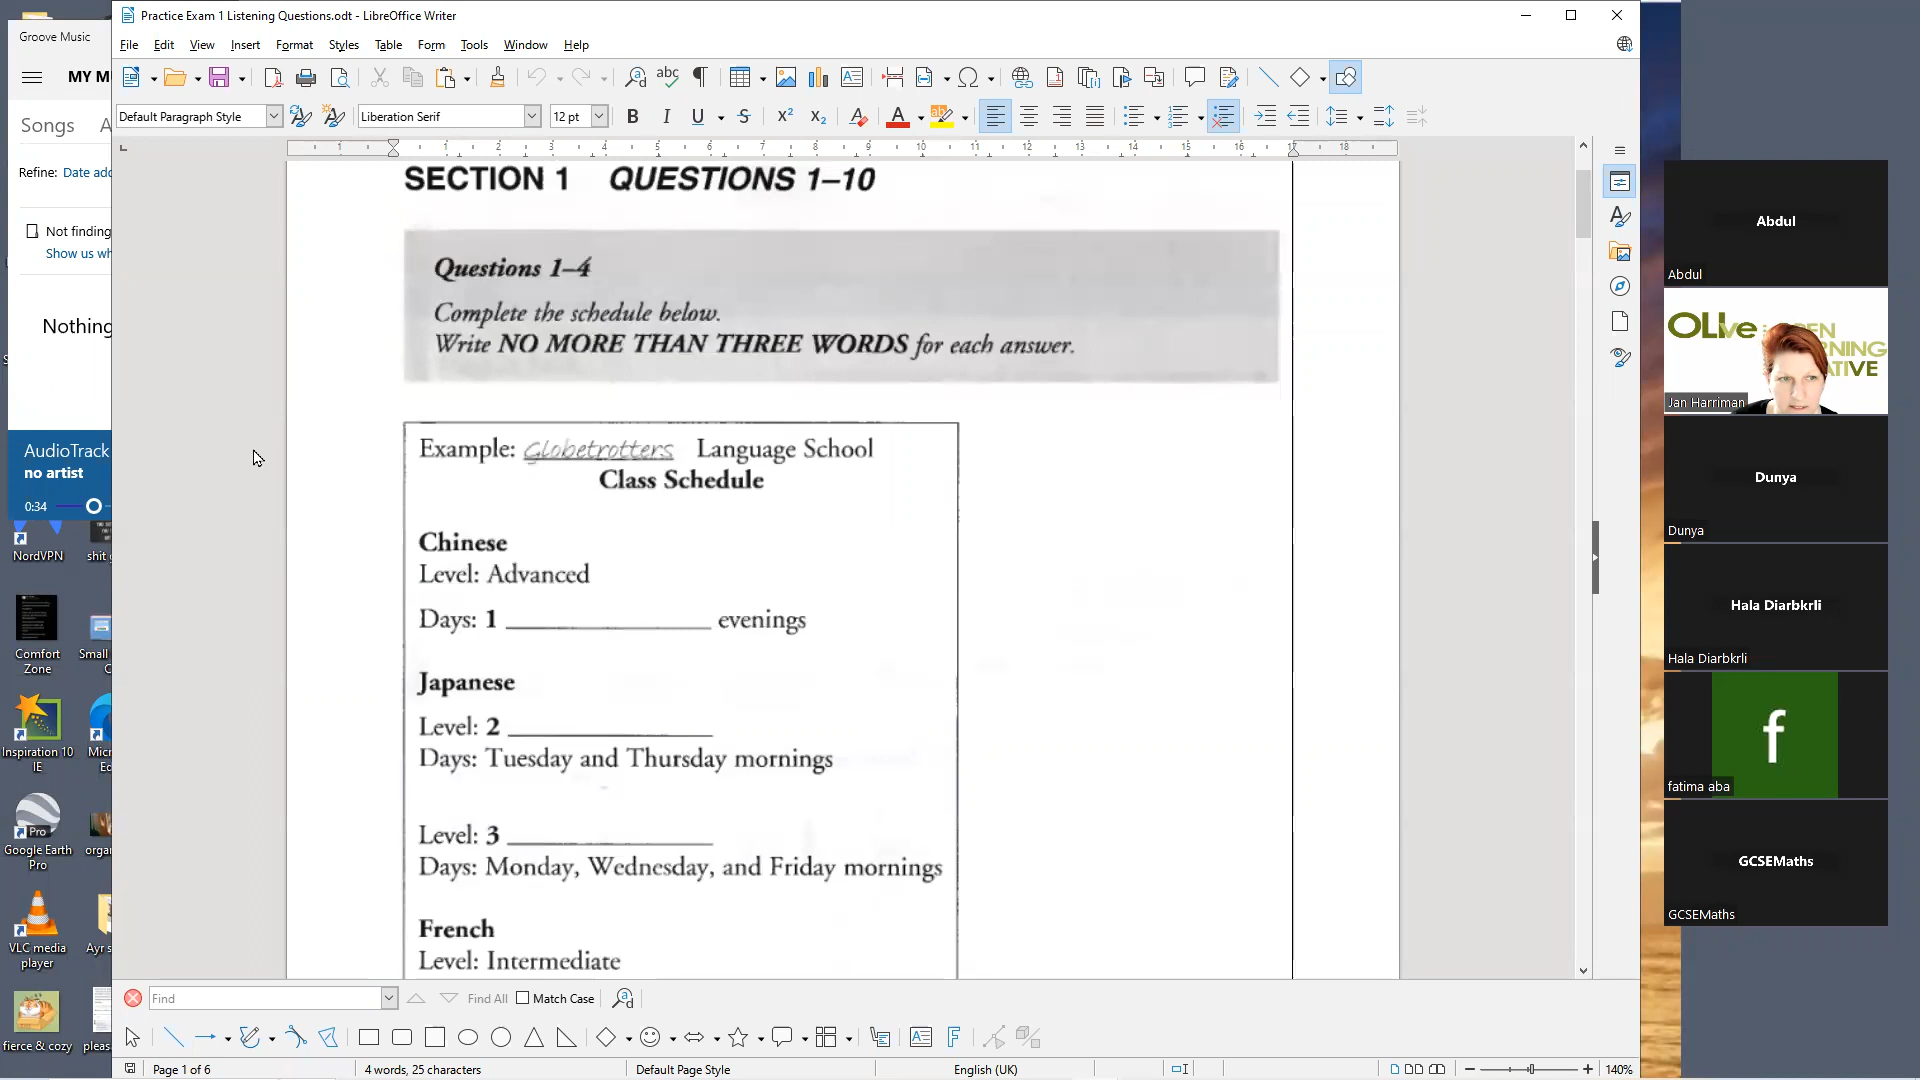 Practice Exam 1 Listening Questions.odt - LibreOffice Writer
File Edit View Insert Format Styles Table Form Tools Window Help
Default Paragraph Style
Liberation Serif
12 pt
Groove Music
Songs
Refine: Date add
Not finding
Show us wh
Nothing
AudioTrack
no artist
0:34
NordVPN
Comfort Zone
Small
Inspiration 10 IE
Google Earth Pro
VLC media player
Ayr s
fierce & cozy
SECTION 1 QUESTIONS 1–10
Questions 1–4
Complete the schedule below.
Write NO MORE THAN THREE WORDS for each answer.
Example: Globetrotters Language School
Class Schedule
Chinese
Level: Advanced
Days: 1 ____________ evenings
Japanese
Level: 2 ____________
Days: Tuesday and Thursday mornings
Level: 3 ____________
Days: Monday, Wednesday, and Friday mornings
French
Level: Intermediate
Find
Find All Match Case
Page 1 of 6
4 words, 25 characters
Default Page Style
English (UK)
140%
Abdul
Abdul
OLIve
Jan Harriman
Dunya
Dunya
Hala Diarbkrli
Hala Diarbkrli
f
fatima aba
GCSEMaths
GCSEMaths